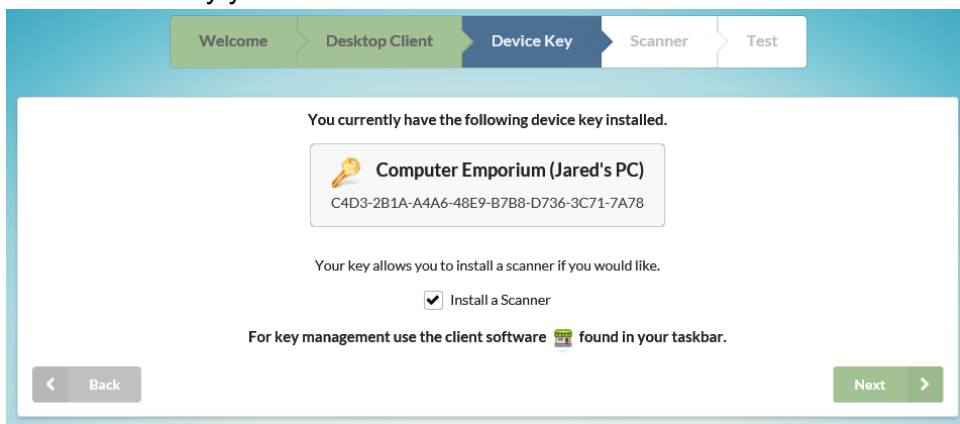 Welcome Desktop Client Device Key Scanner Test
You currently have the following device key installed.
Computer Emporium (Jared's PC)
C4D3-2B1A-A4A6-48E9-B7B8-D736-3C71-7A78
Your key allows you to install a scanner if you would like.
Install a Scanner
For key management use the client software found in your taskbar.
Back Next